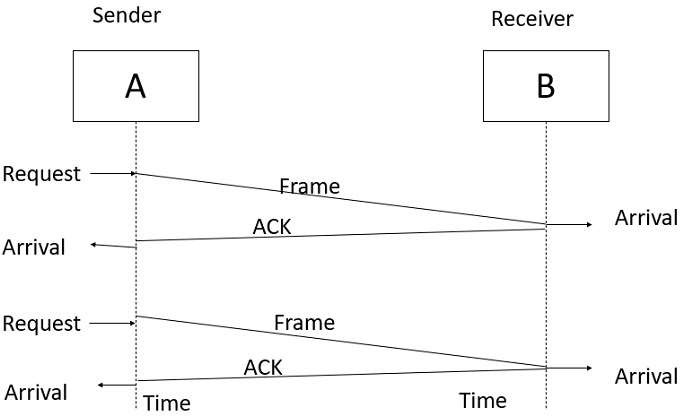 Sender
Receiver
A
B
Request
Frame
Arrival
ACK
Arrival
Request
Frame
ACK
Arrival
Arrival
Time
Time